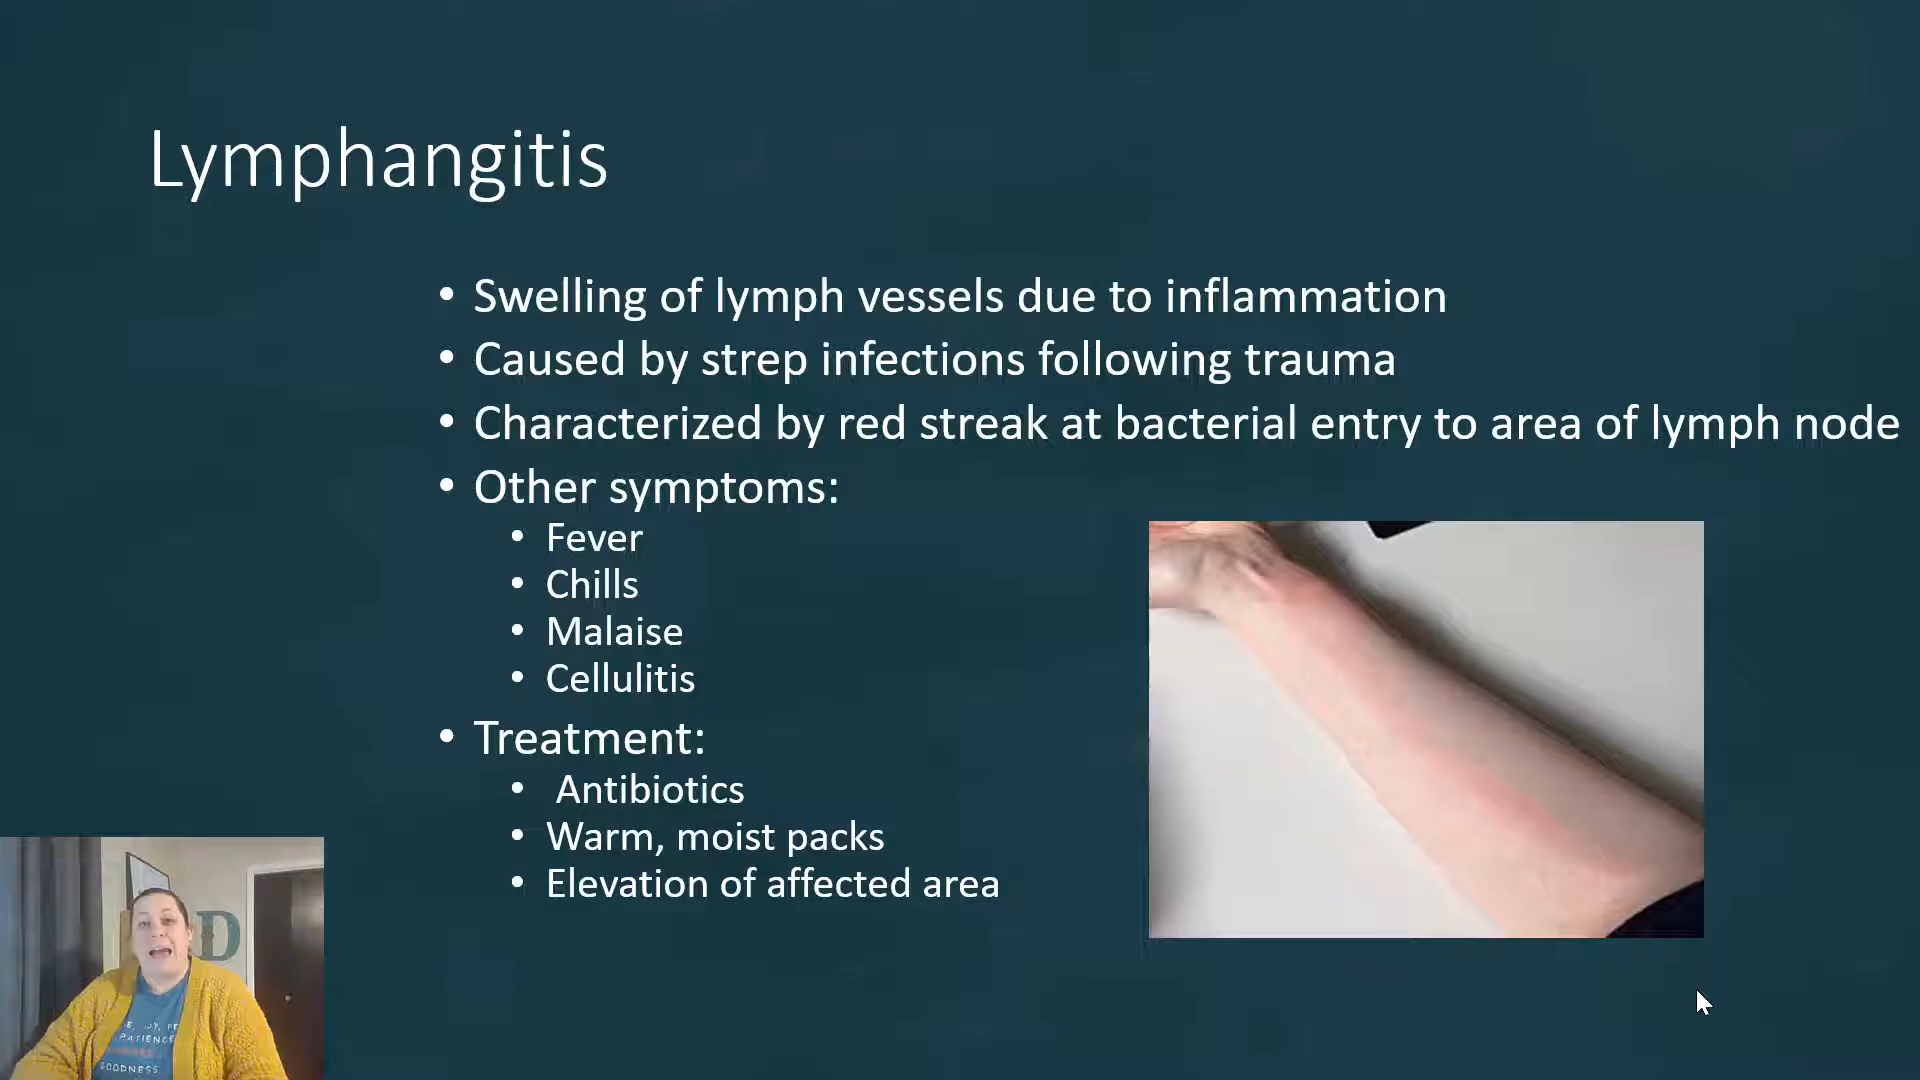 Lymphangitis
• Swelling of lymph vessels due to inflammation
• Caused by strep infections following trauma
• Characterized by red streak at bacterial entry to area of lymph node
• Other symptoms:
• Fever
• Chills
• Malaise
• Cellulitis
• Treatment:
• Antibiotics
• Warm, moist packs
• Elevation of affected area
D
PATIENCE
GOODNESS